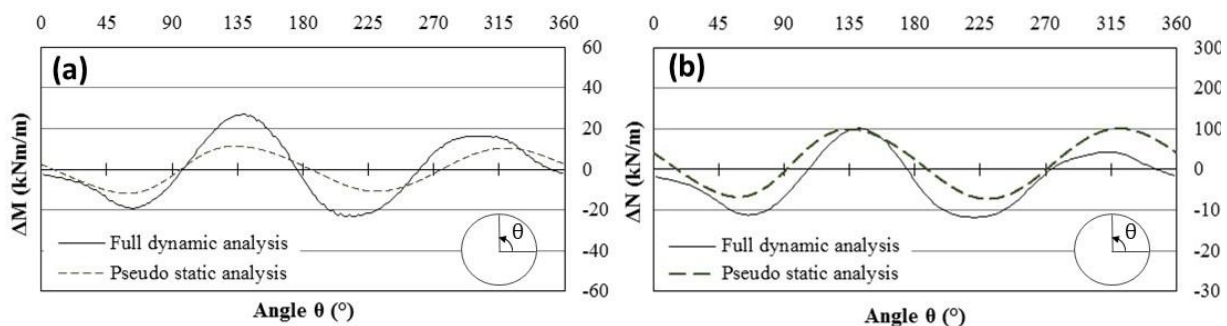 0 45 90 135 180 225 270 315 360
(a)
60
40
20
0
-20
-40
-60
ΔM (kNm/m)
Full dynamic analysis
Pseudo static analysis
θ
Angle θ (°)
0 45 90 135 180 225 270 315 360
(b)
300
200
100
0
-10
-20
-30
ΔN (kN/m)
Full dynamic analysis
Pseudo static analysis
θ
Angle θ (°)